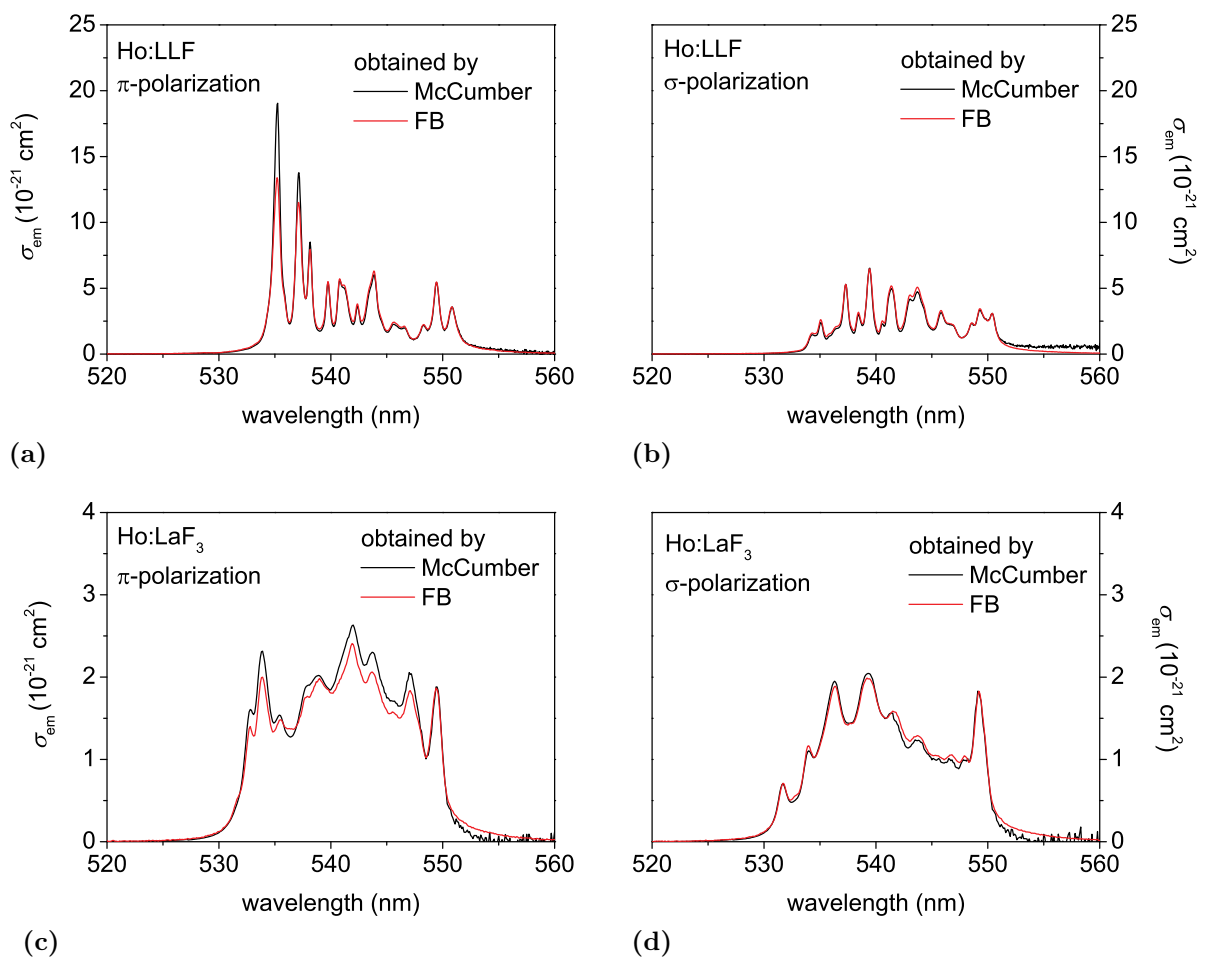 25
20
15
10
5
0
σem (10-21 cm2)
Ho:LLF
π-polarization
obtained by
McCumber
FB
520
530
540
550
560
wavelength (nm)
(a)
Ho:LLF
σ-polarization
obtained by
McCumber
FB
25
20
15
10
5
0
σem (10-21 cm2)
520
530
540
550
560
wavelength (nm)
(b)
4
3
2
1
0
σem (10-21 cm2)
Ho:LaF3
π-polarization
obtained by
McCumber
FB
520
530
540
550
560
wavelength (nm)
(c)
Ho:LaF3
σ-polarization
obtained by
McCumber
FB
4
3
2
1
0
σem (10-21 cm2)
520
530
540
550
560
wavelength (nm)
(d)